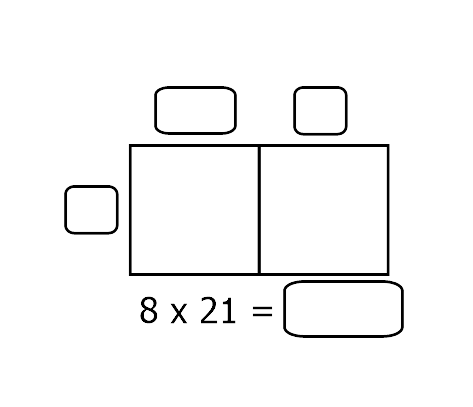 8 x 21 =